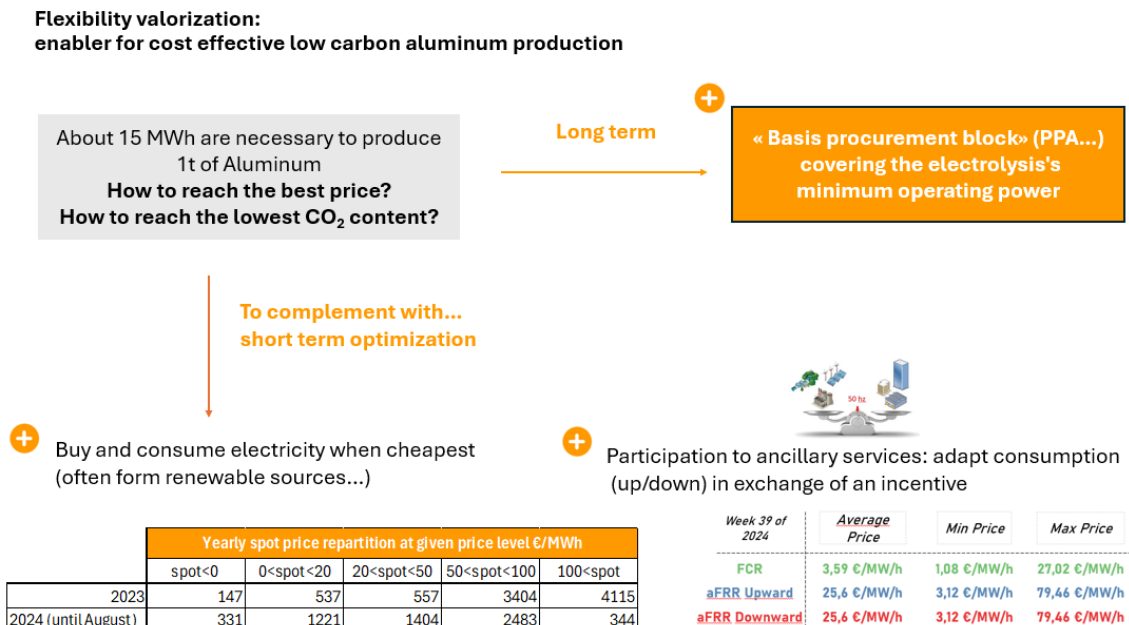 Flexibility valorization:
enabler for cost effective low carbon aluminum production
About 15 MWh are necessary to produce
1t of Aluminum
How to reach the best price?
How to reach the lowest CO₂ content?
Long term
« Basis procurement block» (PPA...)
covering the electrolysis's
minimum operating power
To complement with...
short term optimization
Buy and consume electricity when cheapest
(often form renewable sources...)
50 hz
Participation to ancillary services: adapt consumption
(up/down) in exchange of an incentive
Yearly spot price repartition at given price level €/MWh
spot<0 0<spot<20 20<spot<50 50<spot<100 100<spot
2023 147 537 557 3404 4115
2024 (until August) 331 1221 1404 2483 344
Week 39 of
2024
Average
Price
Min Price
Max Price
FCR 3,59 €/MW/h 1,08 €/MW/h 27,02 €/MW/h
aFRR Upward 25,6 €/MW/h 3,12 €/MW/h 79,46 €/MW/h
aFRR Downward 25,6 €/MW/h 3,12 €/MW/h 79,46 €/MW/h